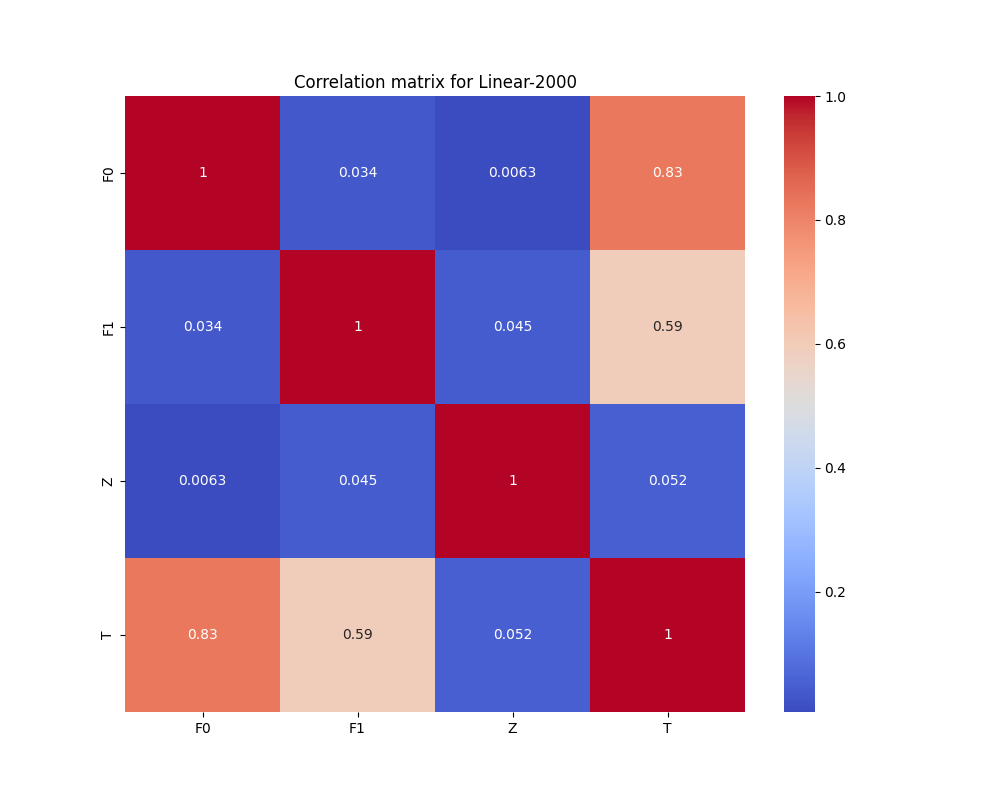 Correlation matrix for Linear-2000
F0 1 0.034 0.0063 0.83
F1 0.034 1 0.045 0.59
Z 0.0063 0.045 1 0.052
T 0.83 0.59 0.052 1
F0 F1 Z T
1.0
0.8
0.6
0.4
0.2